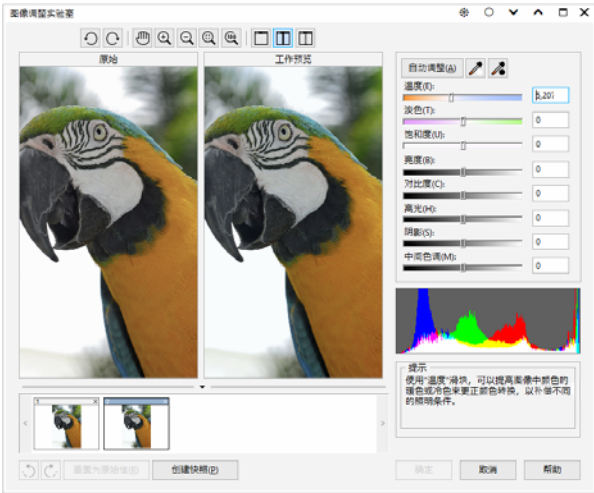 图像调整实验室
原始
工作预览
自动调整(A)
温度(E):
淡色(T):
0
饱和度(U):
0
亮度(B):
0
对比度(C):
0
高光(H):
0
阴影(S):
0
中间色调(M):
0
提示
使用"温度"滑块，可以提高图像中颜色的
暖色或冷色来更正颜色转换，以补偿不同
的照明条件。
1
重置为原始值(R)
创建快照(P)
确定
取消
帮助